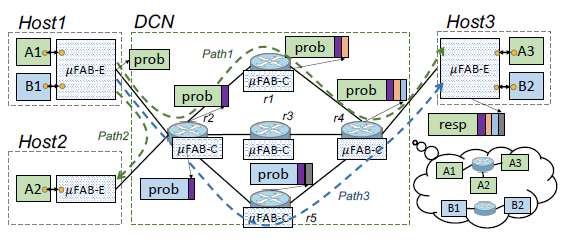 Host1
DCN
Host3
A1
B1
μFAB-E
prob
Path1
prob
μFAB-C
r1
μFAB-E
A3
B2
prob
prob
r2
r3
r4
resp
Host2
Path2
μFAB-C
μFAB-C
μFAB-C
A2
μFAB-E
prob
prob
Path3
μFAB-C
r5
A1
A3
A2
B1
B2